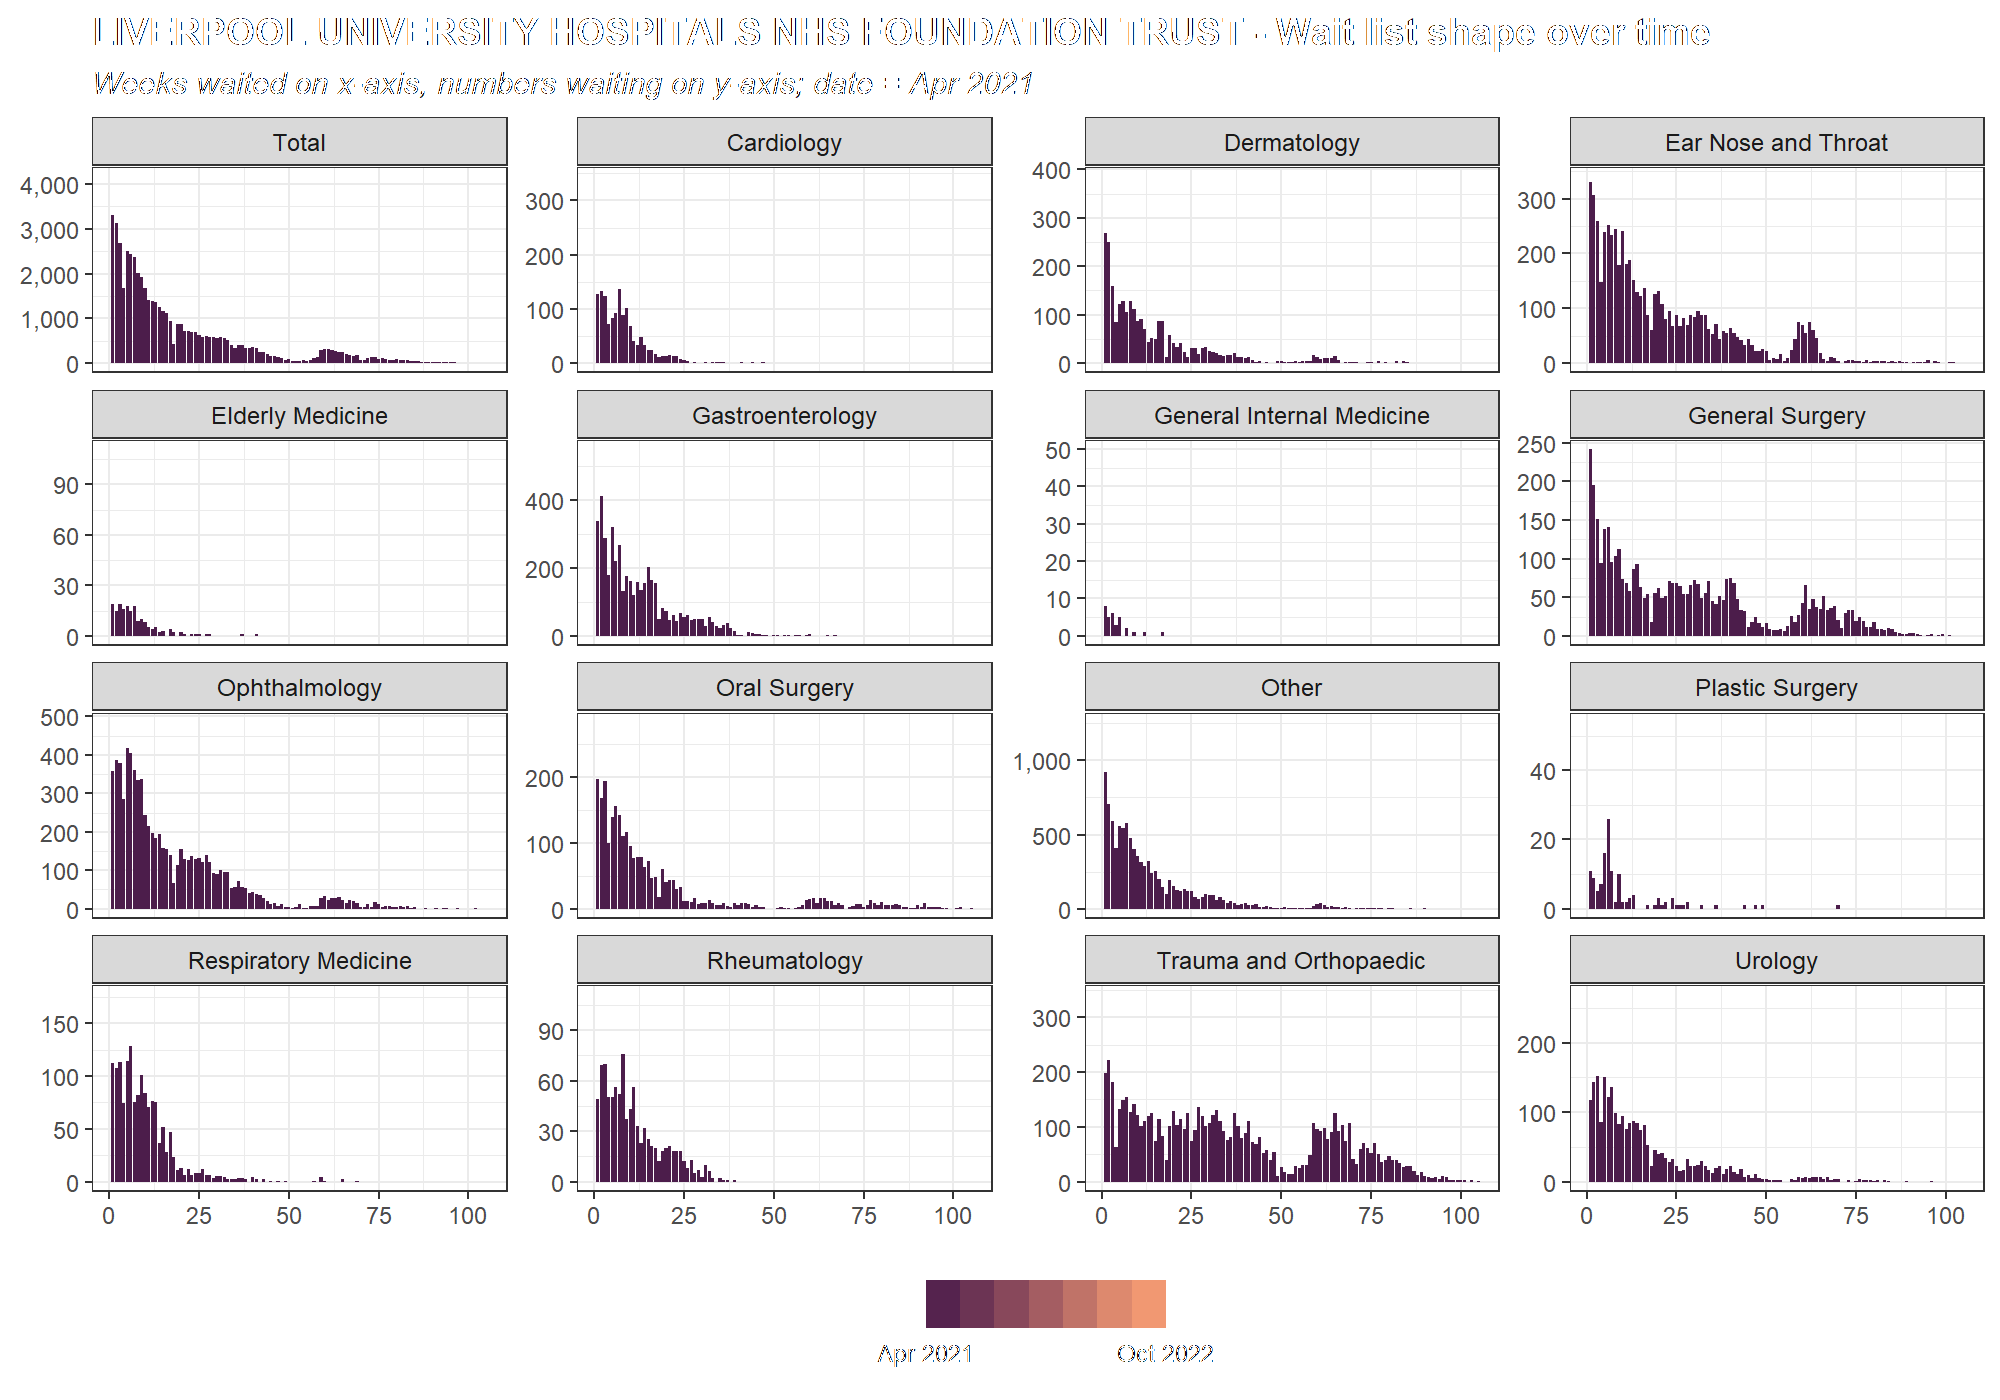 LIVERPOOL UNIVERSITY HOSPITALS NHS FOUNDATION TRUST - Wait list shape over time
Weeks waited on x-axis, numbers waiting on y-axis; date = Apr 2021
Total
Cardiology
Dermatology
Ear Nose and Throat
4,000
3,000
2,000
1,000
0
300
200
100
0
400
300
200
100
0
300
200
100
0
Elderly Medicine
Gastroenterology
General Internal Medicine
General Surgery
90
60
30
0
400
200
0
50
40
30
20
10
0
250
200
150
100
50
0
Ophthalmology
Oral Surgery
Other
Plastic Surgery
500
400
300
200
100
0
200
100
0
1,000
500
0
40
20
0
Respiratory Medicine
Rheumatology
Trauma and Orthopaedic
Urology
150
100
50
0
90
60
30
0
300
200
100
0
200
100
0
0 25 50 75 100
0 25 50 75 100
0 25 50 75 100
0 25 50 75 100
Apr 2021
Oct 2022